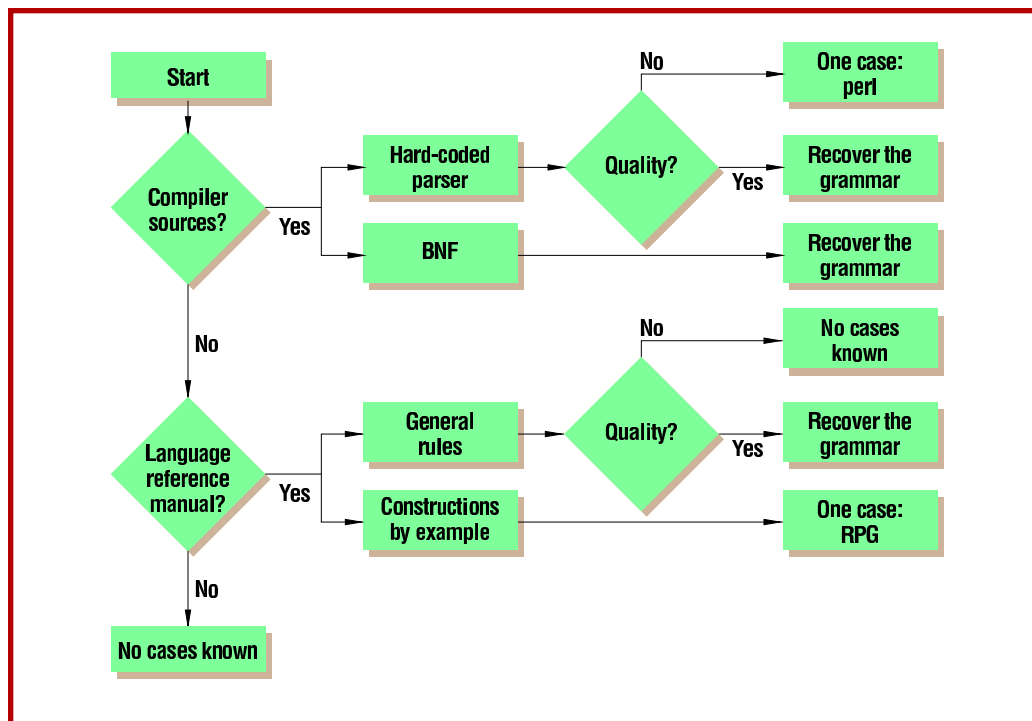 Start
Compiler
sources?
Yes
Hard-coded
parser
Quality?
No
One case:
perl
Yes
Recover the
grammar
BNF
Recover the
grammar
No
Language
reference
manual?
Yes
General
rules
Quality?
No
No cases
known
Yes
Recover the
grammar
Constructions
by example
One case:
RPG
No
No cases known